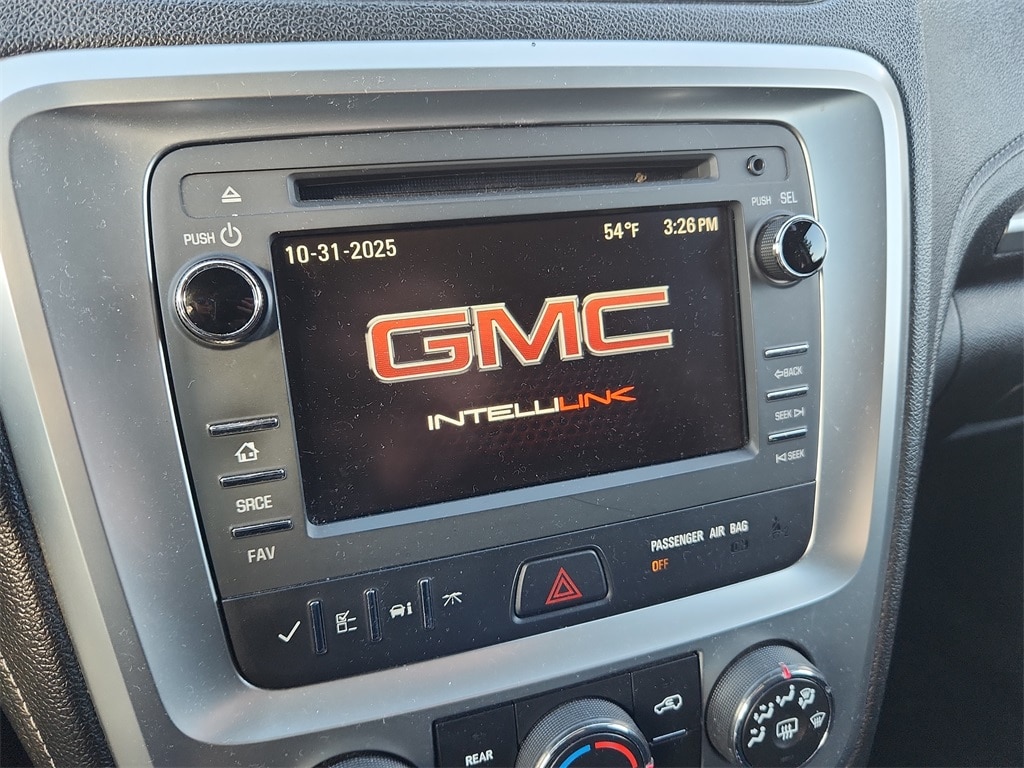 PUSH SEL
PUSH
10-31-2025 54°F 3:26 PM
GMC
INTELLILINK
BACK
SEEK
SEEK
SRCE
FAV
PASSENGER AIR BAG
OFF
REAR